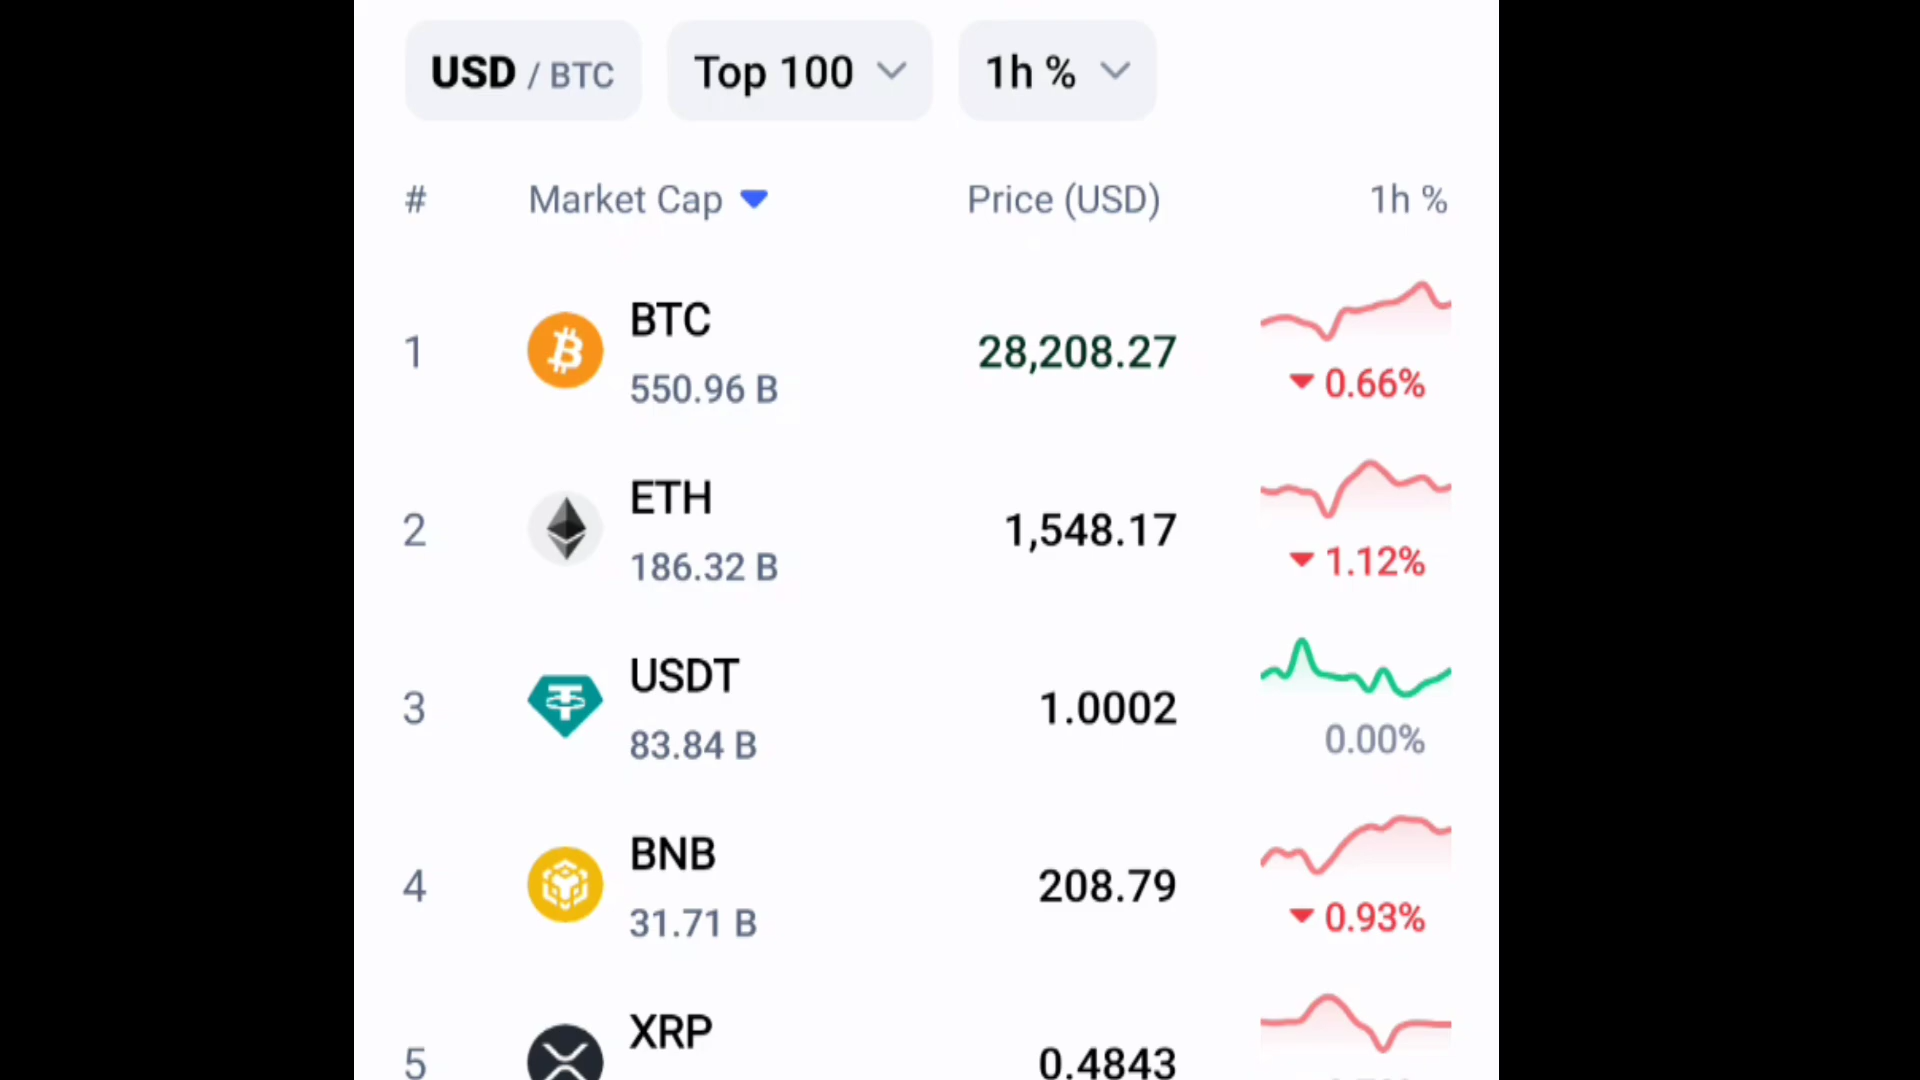 USD / BTC Top 100 1h %
# Market Cap Price (USD) 1h %
BTC
1 28,208.27
550.96 B 0.66%
ETH
2 1,548.17
186.32 B 1.12%
USDT
3 1.0002
83.84 B 0.00%
BNB
4 208.79
31.71 B 0.93%
XRP
5 0.4843